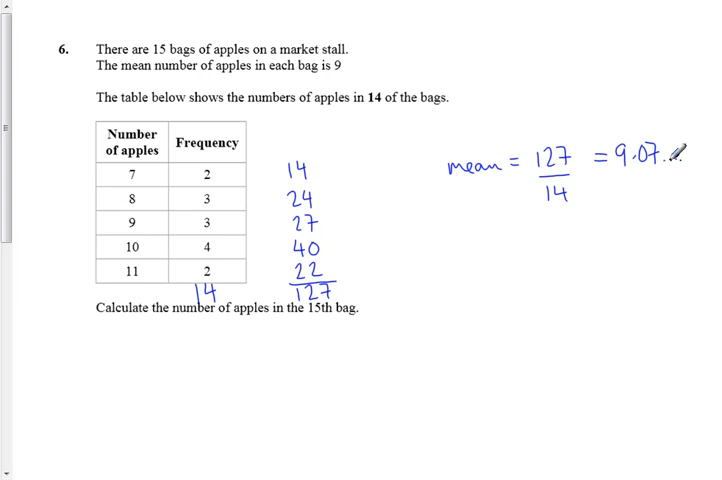 6. There are 15 bags of apples on a market stall.
The mean number of apples in each bag is 9
The table below shows the numbers of apples in 14 of the bags.
Number of apples Frequency
7 2 14
8 3 24
9 3 27
10 4 40
11 2 22
14 127
mean = 127/14 = 9.07...
Calculate the number of apples in the 15th bag.